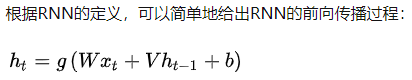 根据RNN的定义，可以简单地给出RNN的前向传播过程：
h_t = g(Wx_t + Vh_{t-1} + b)